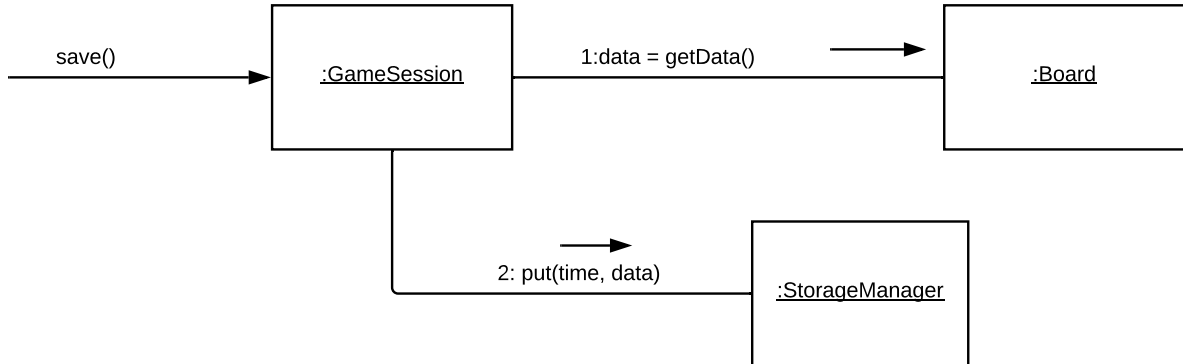 save()
:GameSession
1:data = getData()
:Board
2: put(time, data)
:StorageManager